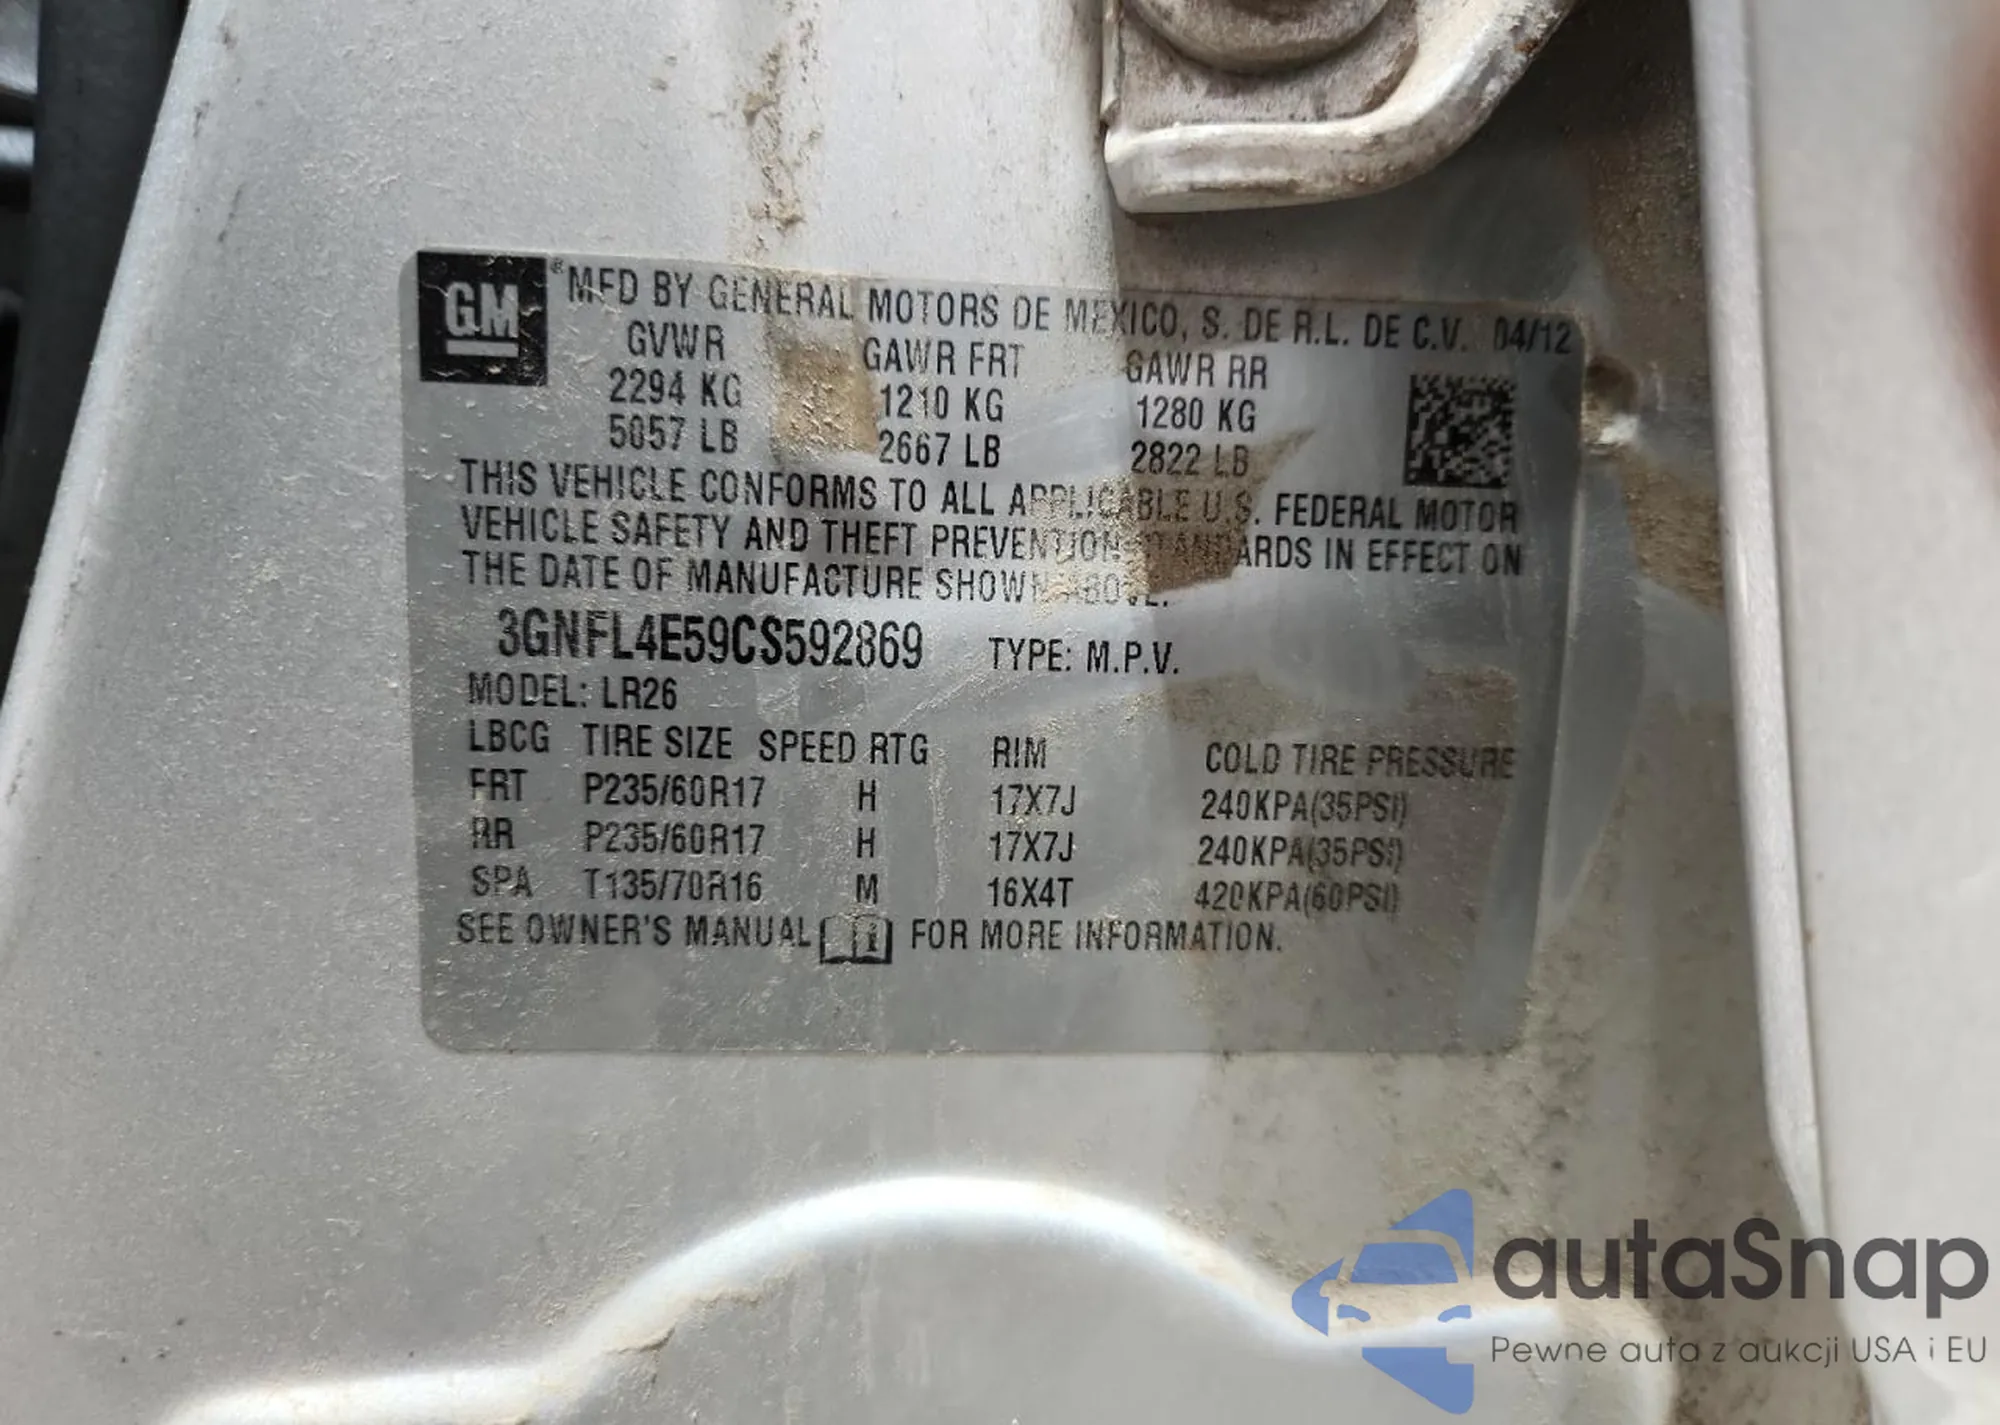 GM ® MFD BY GENERAL MOTORS DE MEXICO, S. DE R.L. DE C.V. 04/12
GVWR GAWR FRT GAWR RR
2294 KG 1210 KG 1280 KG
5057 LB 2667 LB 2822 LB
THIS VEHICLE CONFORMS TO ALL APPLICABLE U.S. FEDERAL MOTOR
VEHICLE SAFETY AND THEFT PREVENTION STANDARDS IN EFFECT ON
THE DATE OF MANUFACTURE SHOWN ABOVE.
3GNFL4E59CS592869 TYPE: M.P.V.
MODEL: LR26
LBCG TIRE SIZE SPEED RTG RIM COLD TIRE PRESSURE
FRT P235/60R17 H 17X7J 240KPA(35PSI)
RR P235/60R17 H 17X7J 240KPA(35PSI)
SPA T135/70R16 M 16X4T 420KPA(60PSI)
SEE OWNER'S MANUAL FOR MORE INFORMATION.
autaSnap
Pewne auta z aukcji USA i EU